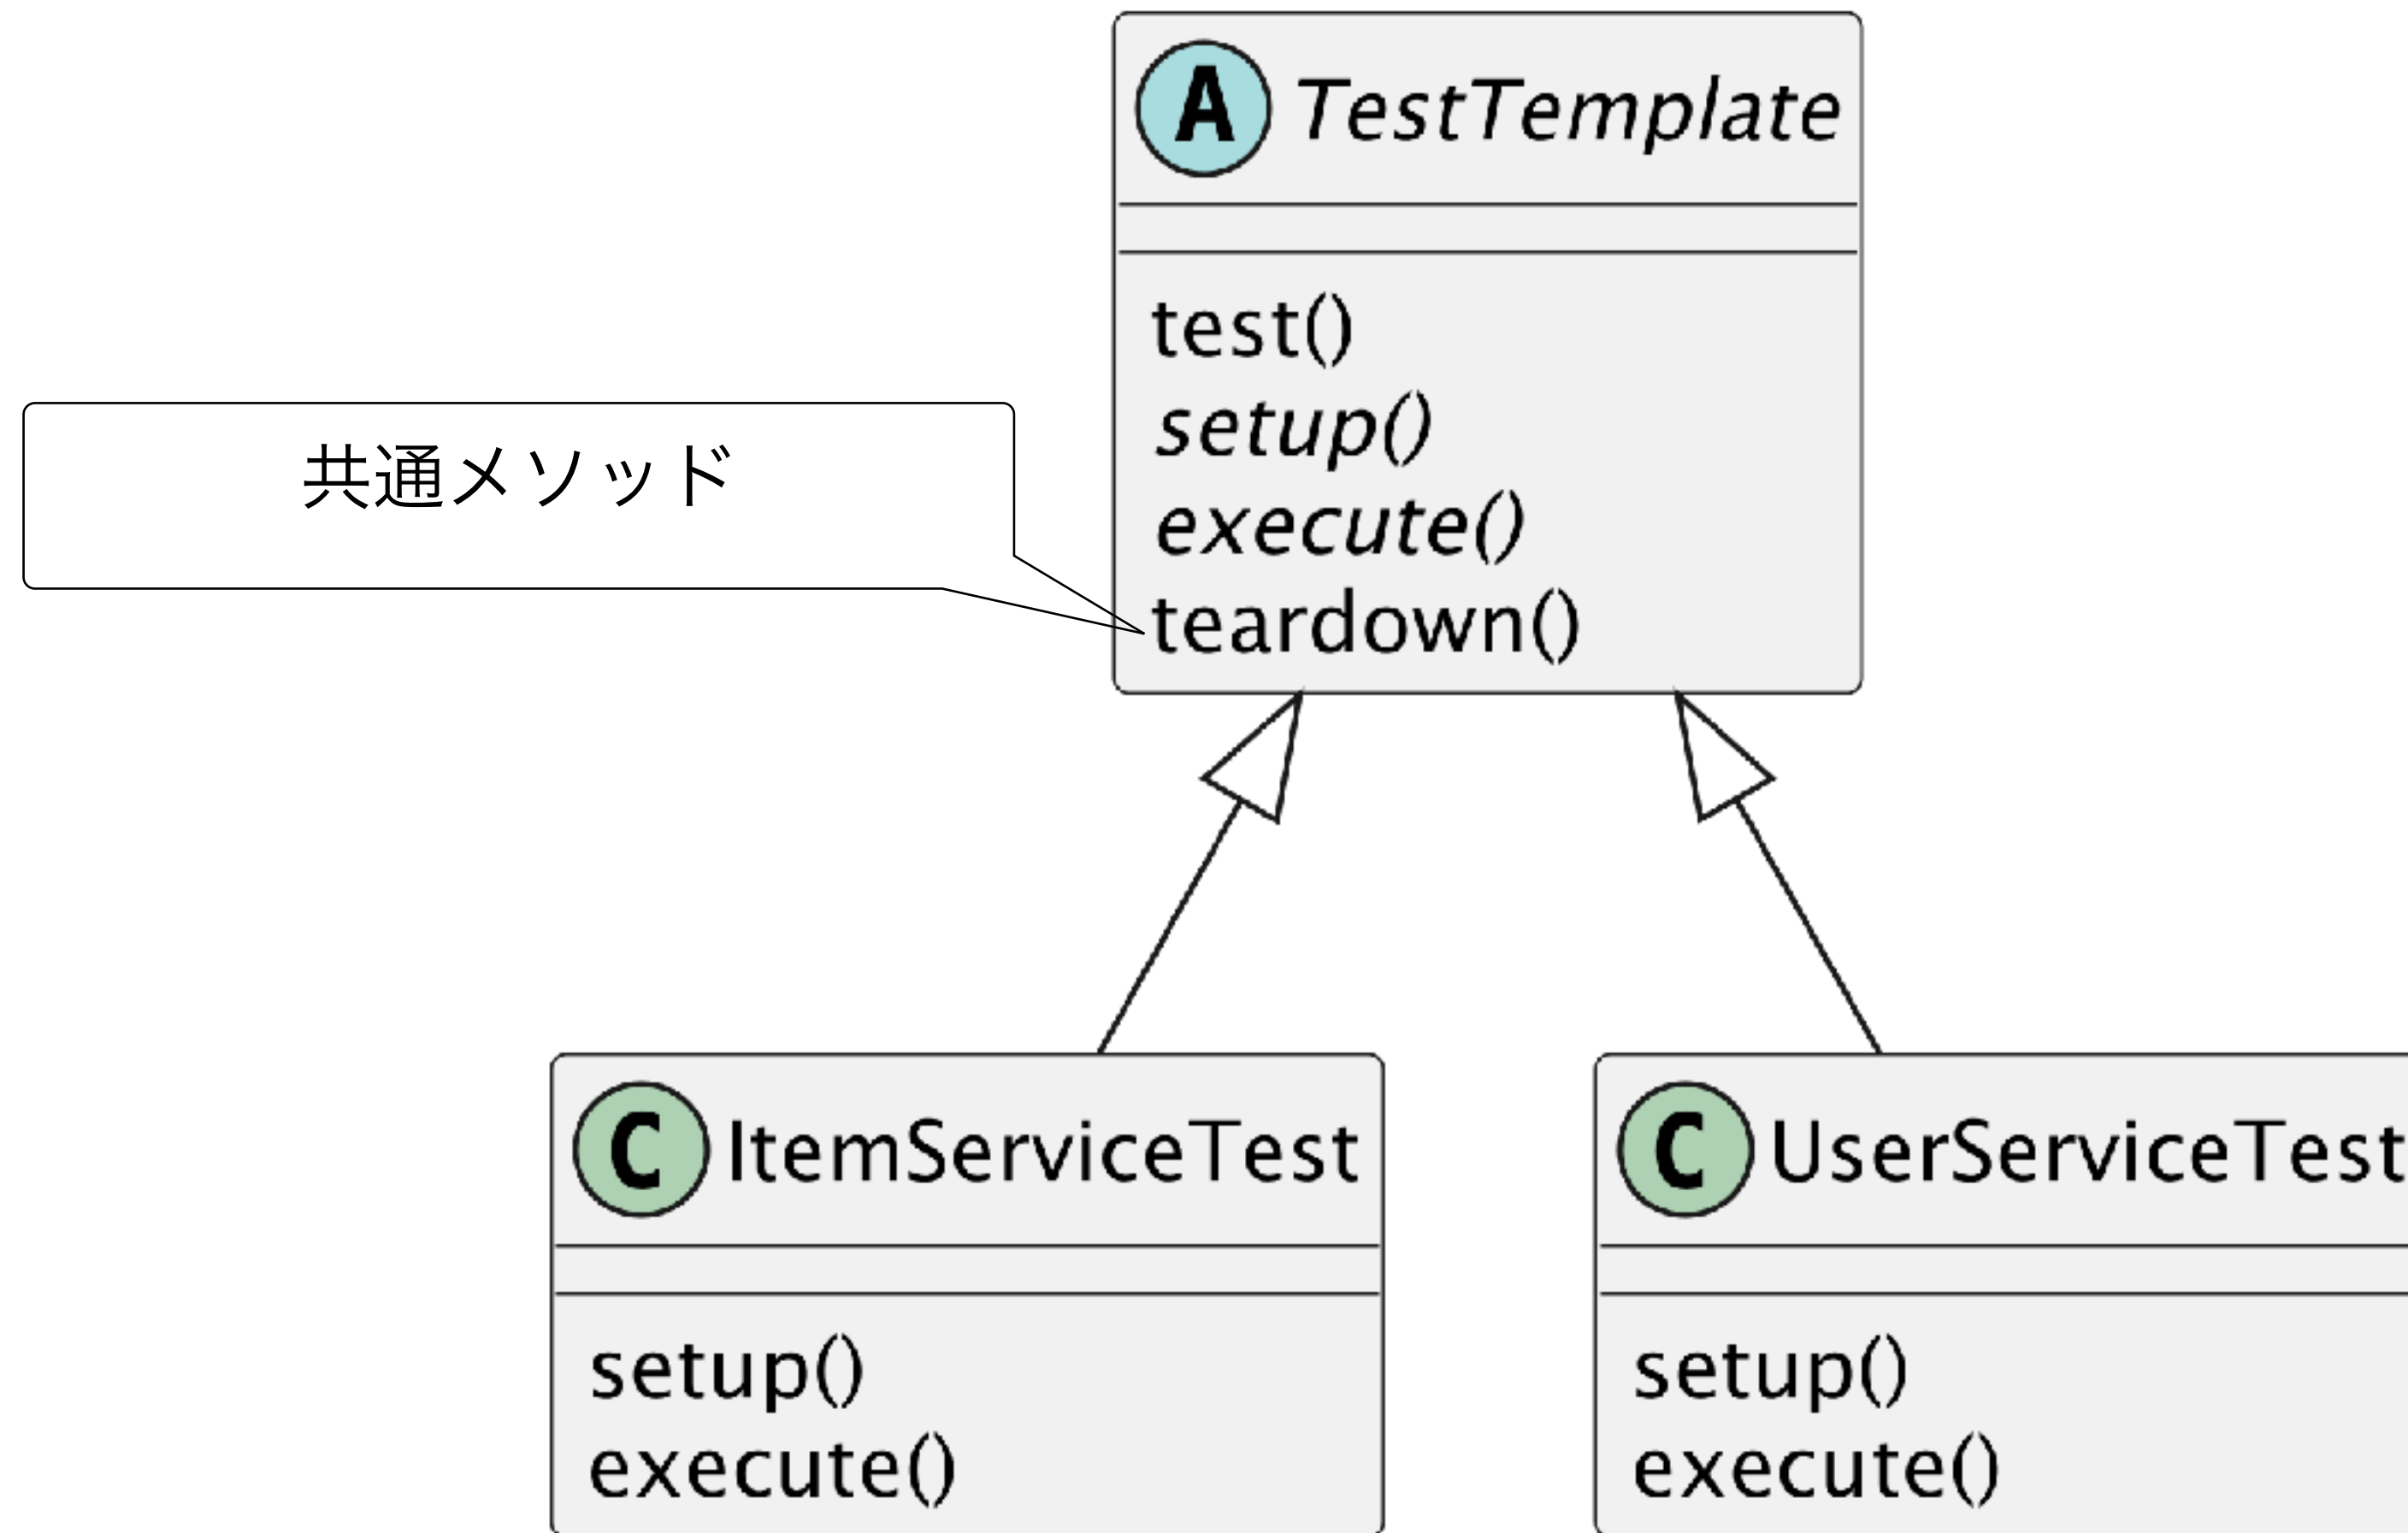 A TestTemplate
test()
setup()
execute()
teardown()
共通メソッド
C ItemServiceTest
setup()
execute()
C UserServiceTest
setup()
execute()